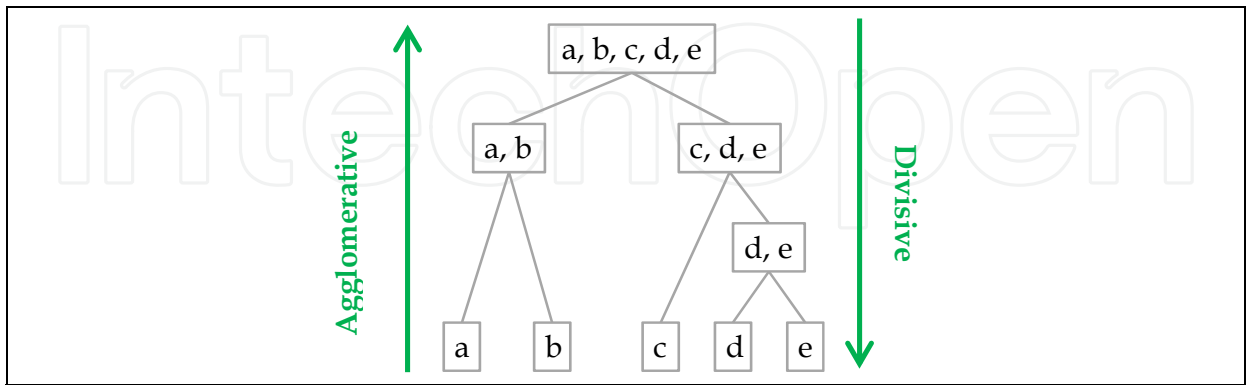 IntechOpen
a, b, c, d, e
Agglomerative
a, b
c, d, e
Divisive
d, e
a
b
c
d
e